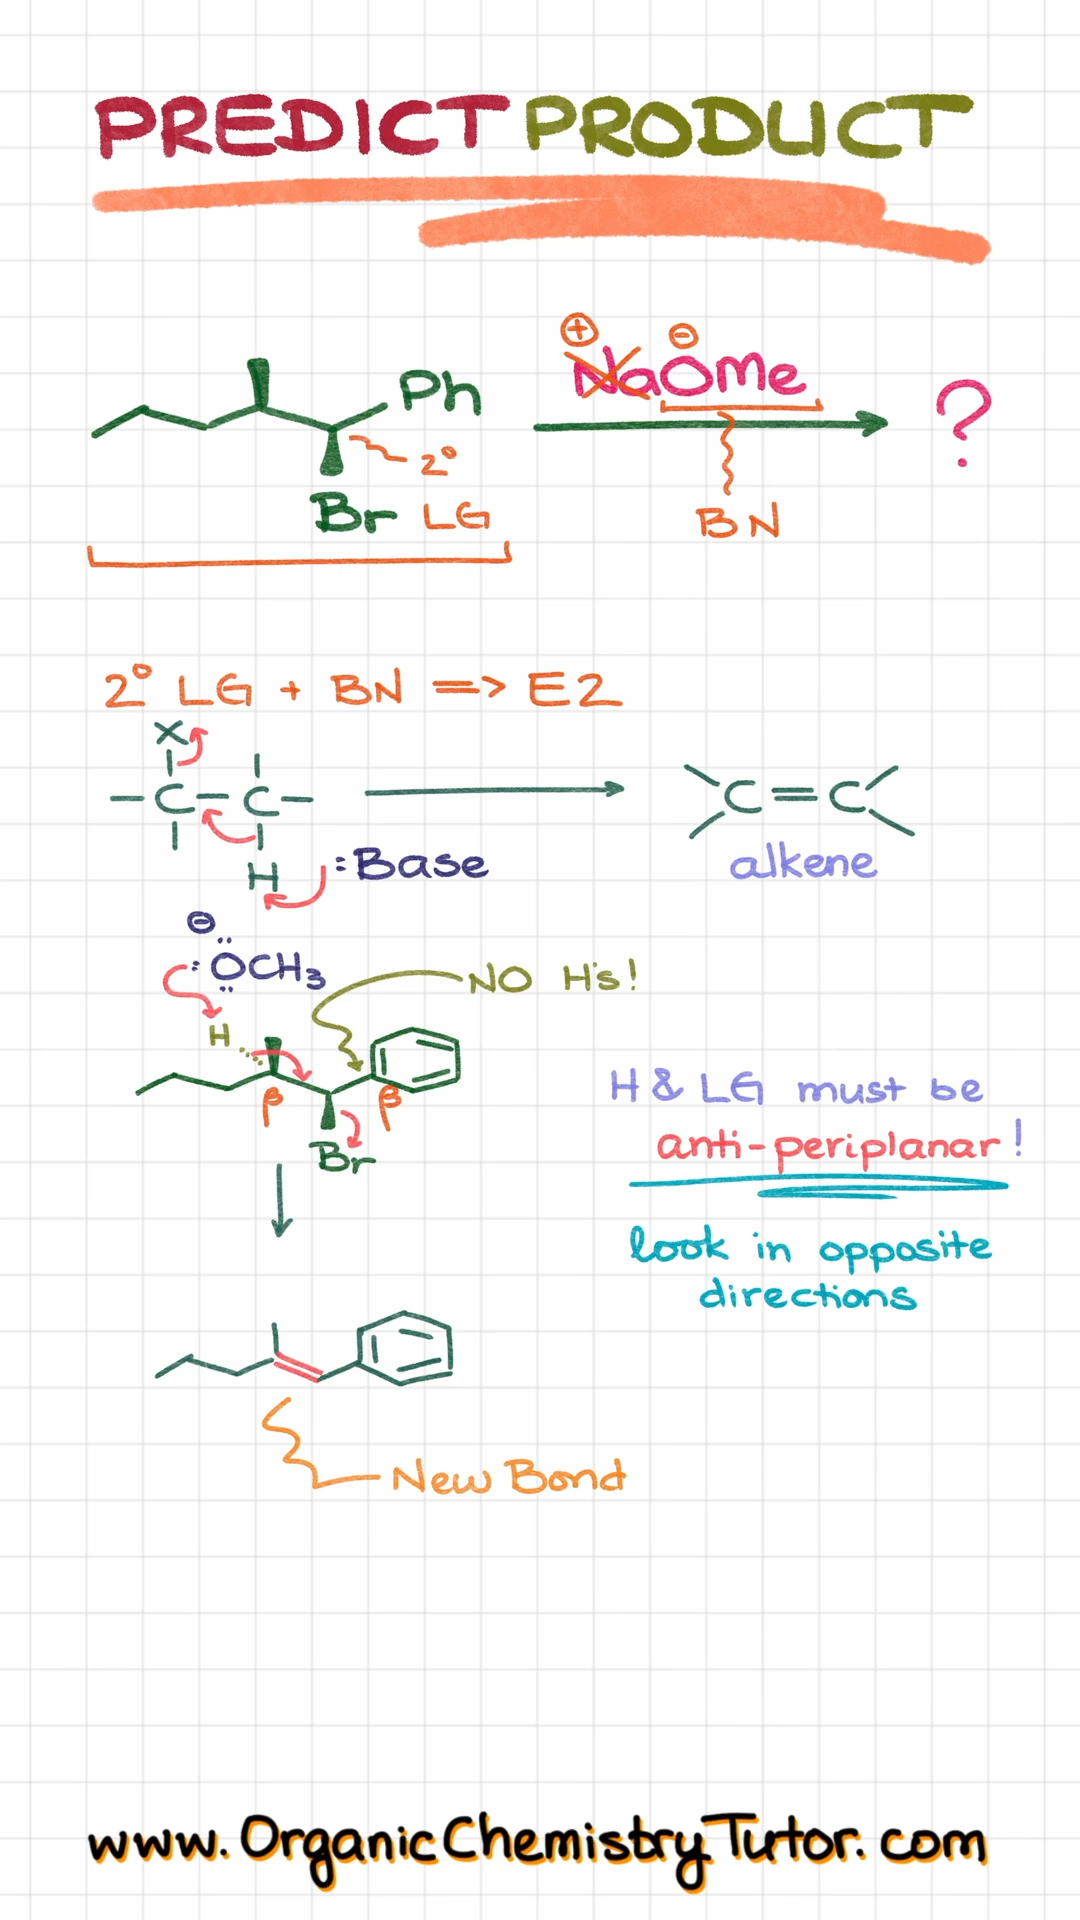 PREDICT PRODUCT
⊕ ⊖
NaOMe
Ph
?
2°
Br LG
BN
2° LG + BN => E2
X
C C
C=C
H :Base
alkene
⊖
:ÖCH3
NO H's!
H
β β
H & LG must be
Br
anti-periplanar!
look in opposite
directions
New Bond
www.OrganicChemistryTutor.com